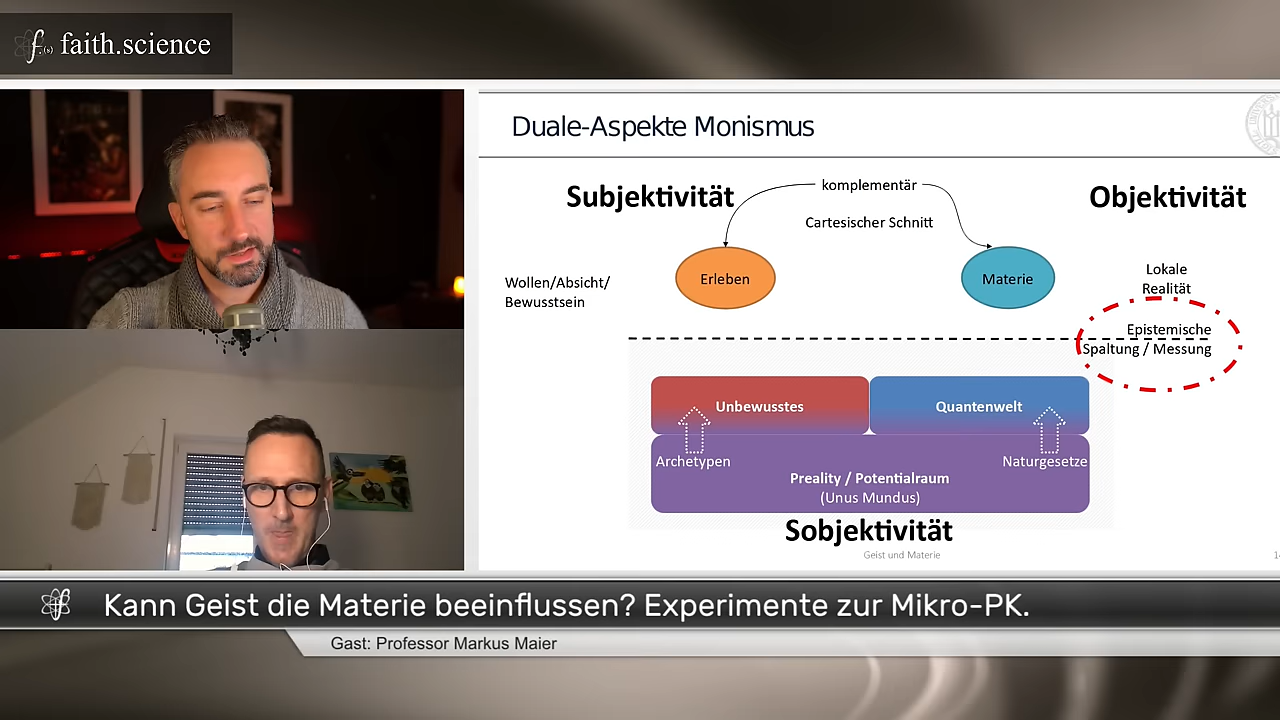 faith.science
Duale-Aspekte Monismus
Subjektivität
komplementär
Objektivität
Cartesischer Schnitt
Erleben
Materie
Wollen/Absicht/
Bewusstsein
Lokale
Realität
Epistemische
Spaltung / Messung
Unbewusstes
Quantenwelt
Archetypen
Naturgesetze
Preality / Potentialraum
(Unus Mundus)
Sobjektivität
Geist und Materie
Kann Geist die Materie beeinflussen? Experimente zur Mikro-PK.
Gast: Professor Markus Maier